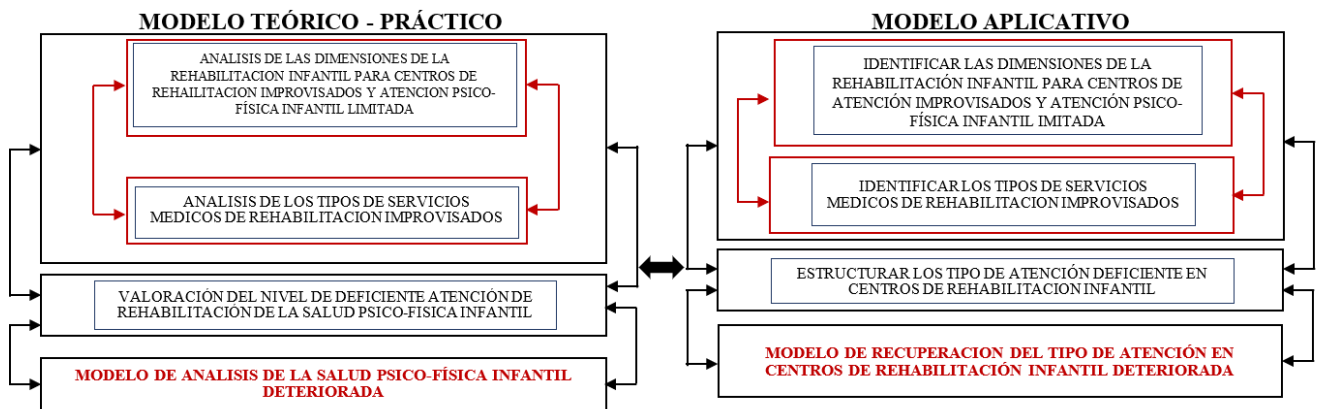 MODELO TEÓRICO - PRÁCTICO
ANALISIS DE LAS DIMENSIONES DE LA
REHABILITACION INFANTIL PARA CENTROS DE
REHAILITACION IMPROVISADOS Y ATENCION PSICO-
FÍSICA INFANTIL LIMITADA
ANALISIS DE LOS TIPOS DE SERVICIOS
MEDICOS DE REHABILITACION IMPROVISADOS
VALORACIÓN DEL NIVEL DE DEFICIENTE ATENCIÓN DE
REHABILITACIÓN DE LA SALUD PSICO-FISICA INFANTIL
MODELO DE ANALISIS DE LA SALUD PSICO-FÍSICA INFANTIL
DETERIORADA
MODELO APLICATIVO
IDENTIFICAR LAS DIMENSIONES DE LA
REHABILITACIÓN INFANTIL PARA CENTROS DE
ATENCIÓN IMPROVISADOS Y ATENCIÓN PSICO-
FÍSICA INFANTIL IMITADA
IDENTIFICAR LOS TIPOS DE SERVICIOS
MEDICOS DE REHABILITACION IMPROVISADOS
ESTRUCTURAR LOS TIPO DE ATENCIÓN DEFICIENTE EN
CENTROS DE REHABILITACION INFANTIL
MODELO DE RECUPERACION DEL TIPO DE ATENCIÓN EN
CENTROS DE REHABILITACIÓN INFANTIL DETERIORADA